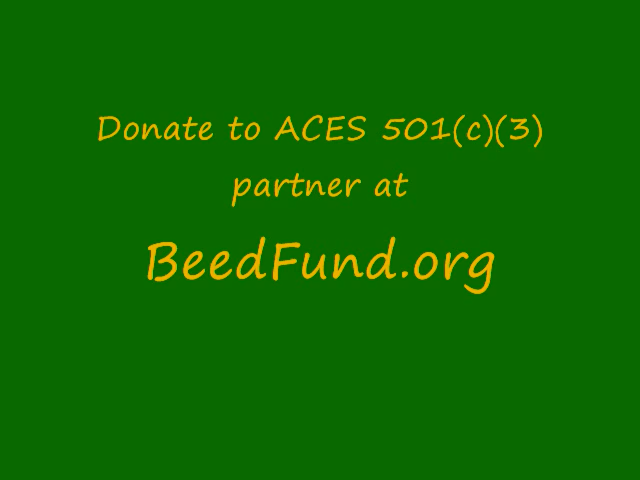 Donate to ACES 501(c)(3)
partner at
BeedFund.org